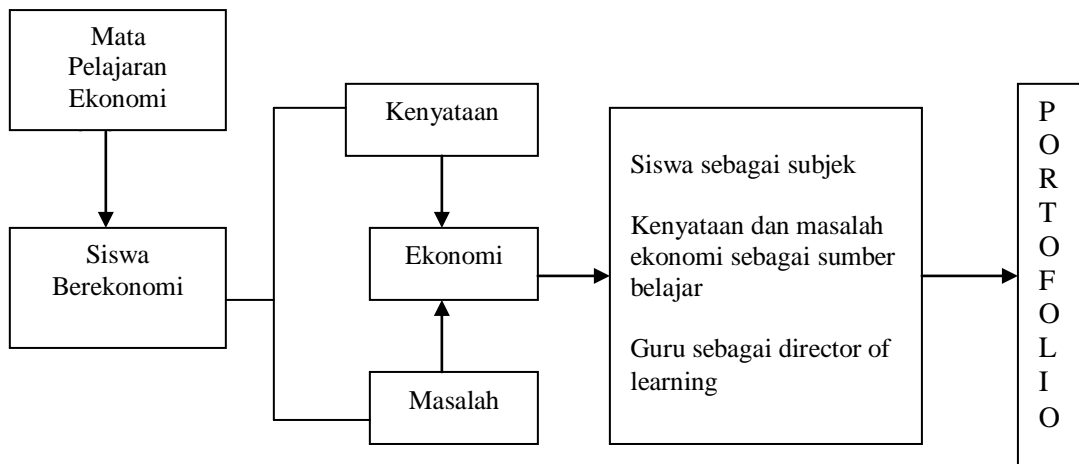 Mata
Pelajaran
Ekonomi
Siswa
Berekonomi
Kenyataan
Ekonomi
Masalah
Siswa sebagai subjek
Kenyataan dan masalah
ekonomi sebagai sumber
belajar
Guru sebagai director of
learning
P
O
R
T
O
F
O
L
I
O